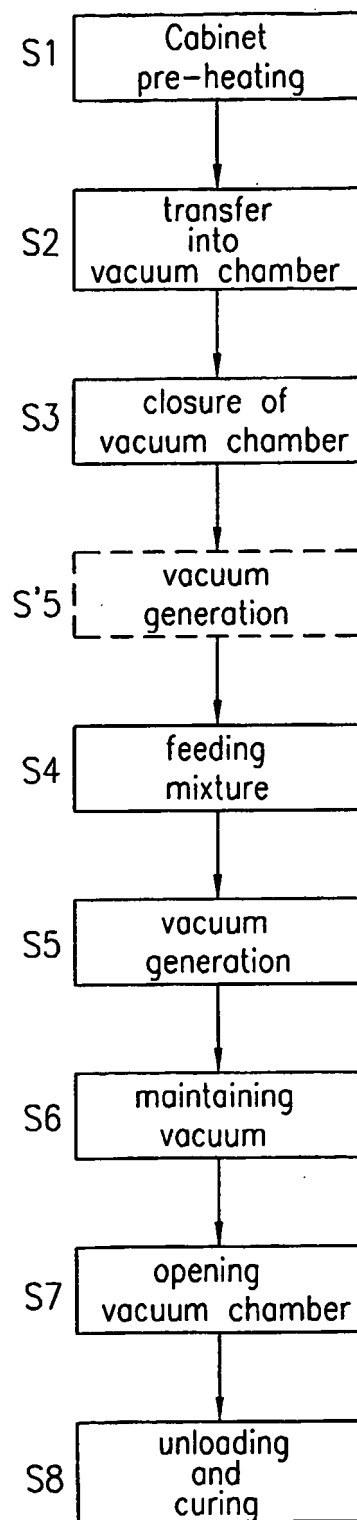 S1
Cabinet
pre-heating
S2
transfer
into
vacuum chamber
S3
closure of
vacuum chamber
S'5
vacuum
generation
S4
feeding
mixture
S5
vacuum
generation
S6
maintaining
vacuum
S7
opening
vacuum chamber
S8
unloading
and
curing